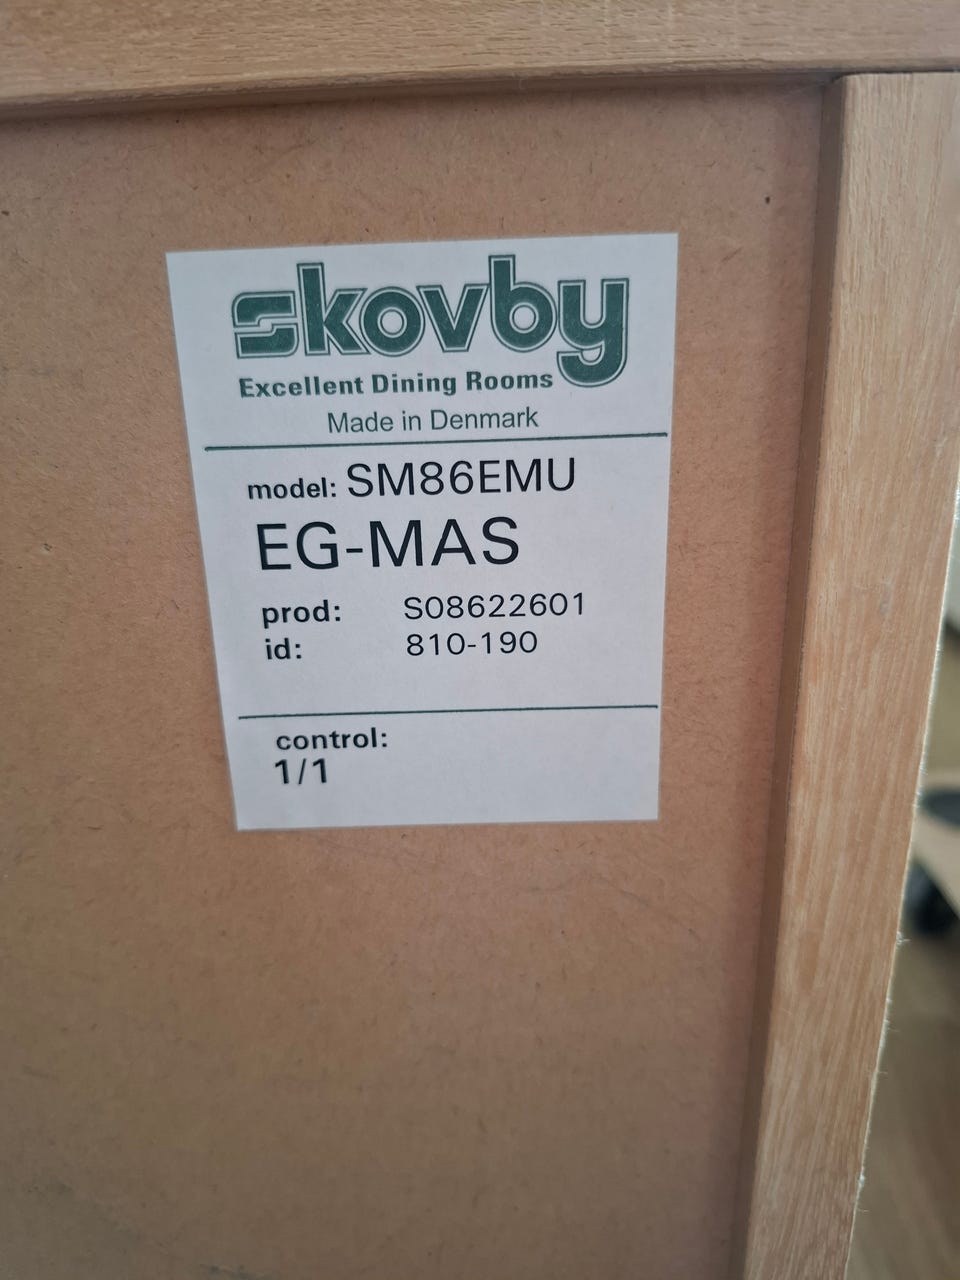 skovby
Excellent Dining Rooms
Made in Denmark
model: SM86EMU
EG-MAS
prod: S08622601
id: 810-190
control:
1/1